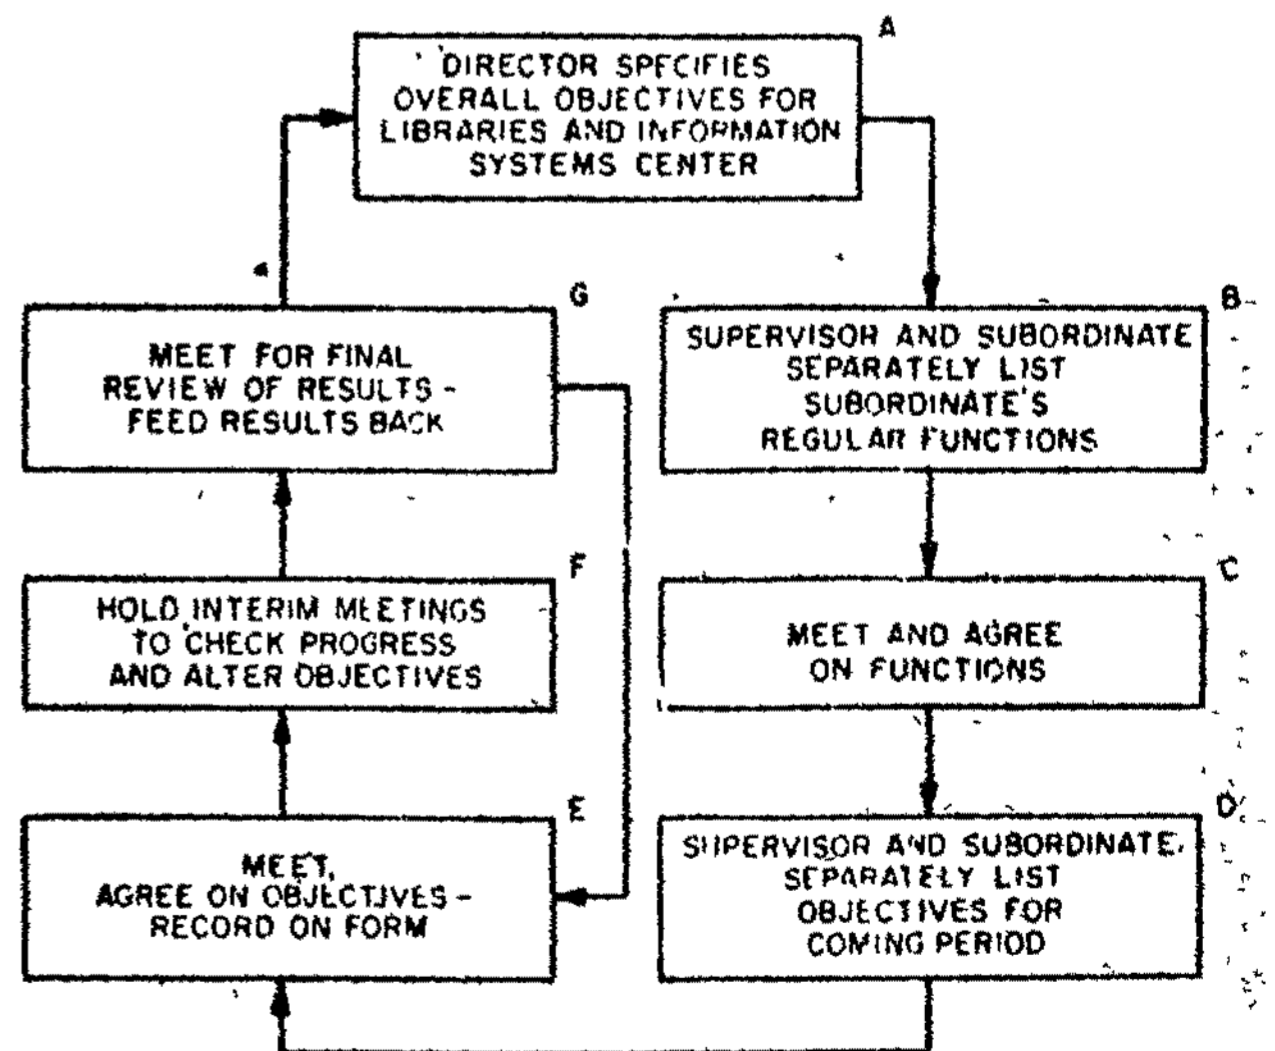 A
DIRECTOR SPECIFIES
OVERALL OBJECTIVES FOR
LIBRARIES AND INFORMATION
SYSTEMS CENTER
B
SUPERVISOR AND SUBORDINATE
SEPARATELY LIST
SUBORDINATE'S
REGULAR FUNCTIONS
C
MEET AND AGREE
ON FUNCTIONS
D
SUPERVISOR AND SUBORDINATE
SEPARATELY LIST
OBJECTIVES FOR
COMING PERIOD
E
MEET,
AGREE ON OBJECTIVES -
RECORD ON FORM
F
HOLD INTERIM MEETINGS
TO CHECK PROGRESS
AND ALTER OBJECTIVES
G
MEET FOR FINAL
REVIEW OF RESULTS -
FEED RESULTS BACK